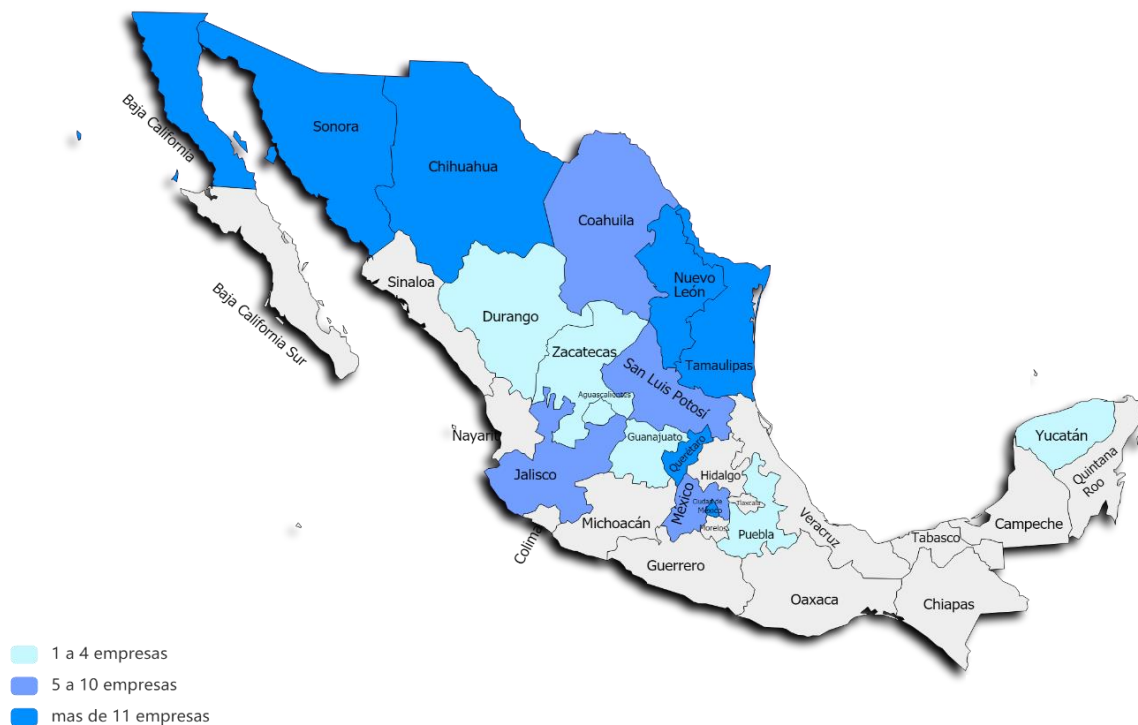 Baja California
Sonora
Chihuahua
Coahuila
Sinaloa
Nuevo
León
Baja California Sur
Durango
Zacatecas
Tamaulipas
San Luis Potosí
Aguascalientes
Nayarit
Guanajuato
Querétaro
Yucatán
Jalisco
Hidalgo
Quintana
Roo
México
Ciudad de
México
Tlaxcala
Michoacán
Morelos
Puebla
Veracruz
Campeche
Colima
Tabasco
Guerrero
Oaxaca
Chiapas
1 a 4 empresas
5 a 10 empresas
mas de 11 empresas